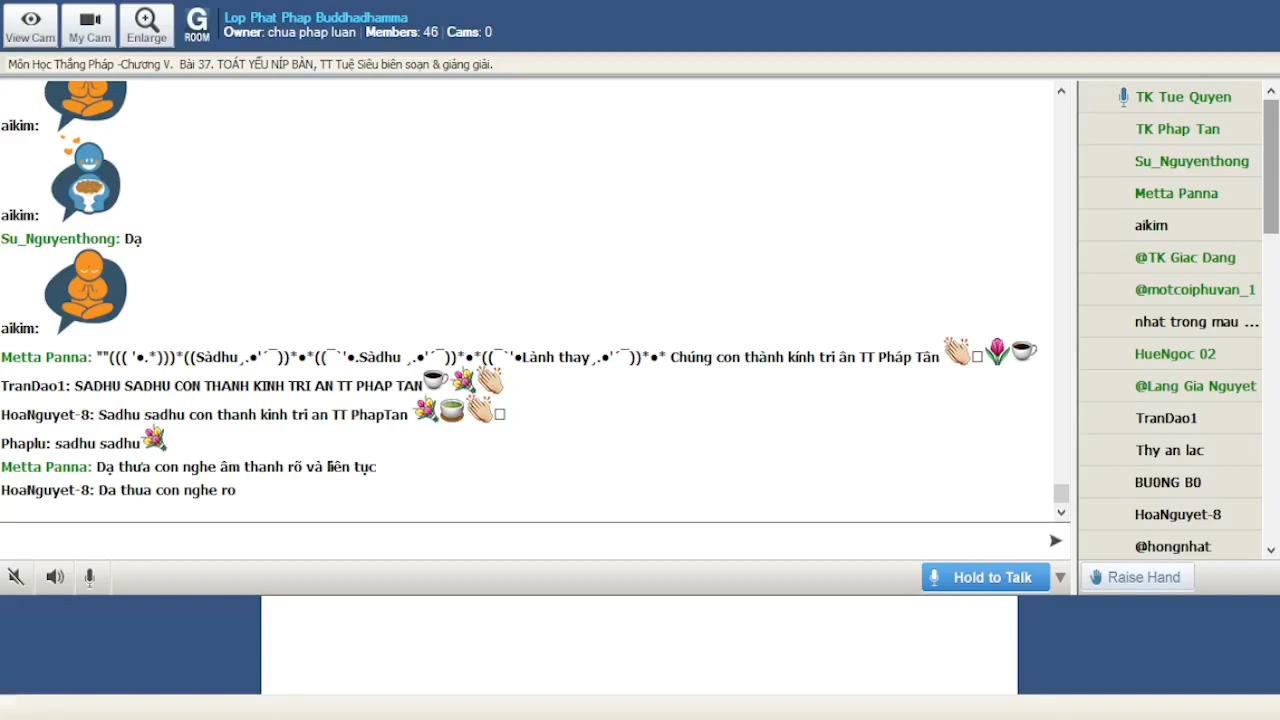 View Cam
My Cam
Enlarge
G
ROOM
Lop Phat Phap Buddhadhamma
Owner: chua phap luan | Members: 46 | Cams: 0
Môn Học Thắng Pháp -Chương V.  Bài 37. TOÁT YẾU NÍP BÀN, TT Tuệ Siêu biên soạn & giảng giải.
aikim:
aikim:
Su_Nguyenthong: Dạ
aikim:
Metta Panna: ""((( '●.*)))*((Sàdhu¸.●'´¯))*●*((¯`'●.Sàdhu ¸.●'´¯))*●*((¯`'●Lành thay¸.●'´¯))*●* Chúng con thành kính tri ân TT Pháp Tân 👏🏻🌷☕
TranDao1: SADHU SADHU CON THANH KINH TRI AN TT PHAP TAN☕💐👏
HoaNguyet-8: Sadhu sadhu con thanh kinh tri an TT PhapTan 💐🍵👏🏻
Phaplu: sadhu sadhu💐
Metta Panna: Dạ thưa con nghe âm thanh rõ và liên tục
HoaNguyet-8: Da thua con nghe ro
Hold to Talk
TK Tue Quyen
TK Phap Tan
Su_Nguyenthong
Metta Panna
aikim
@TK Giac Dang
@motcoiphuvan_1
nhat trong mau ...
HueNgoc 02
@Lang Gia Nguyet
TranDao1
Thy an lac
BU0NG B0
HoaNguyet-8
@hongnhat
Raise Hand